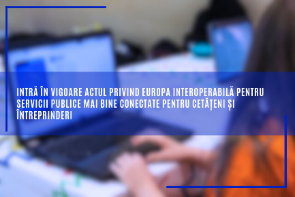 INTRĂ ÎN VIGOARE ACTUL PRIVIND EUROPA INTEROPERABILĂ PENTRU
SERVICII PUBLICE MAI BINE CONECTATE PENTRU CETĂȚENI ȘI
ÎNTREPRINDERI